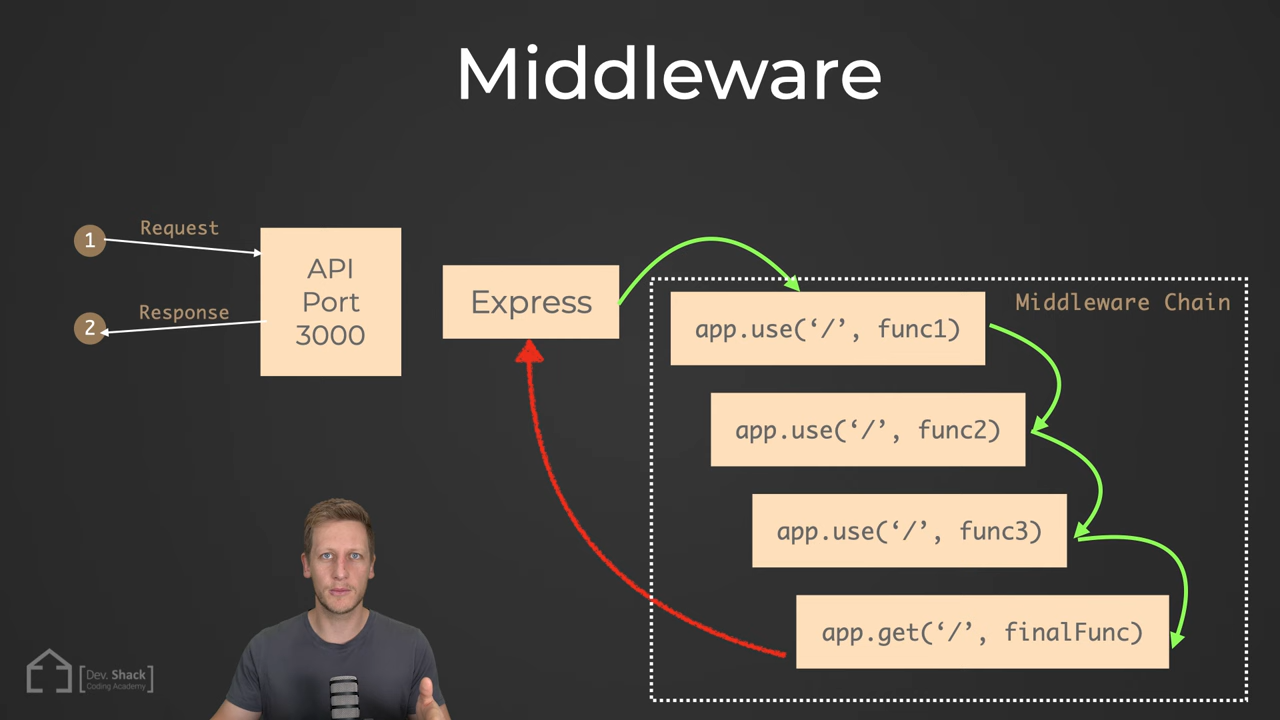 Middleware
1
Request
2
Response
API
Port
3000
Express
Middleware Chain
app.use(‘/’, func1)
app.use(‘/’, func2)
app.use(‘/’, func3)
app.get(‘/’, finalFunc)
Dev. Shack
Coding Academy